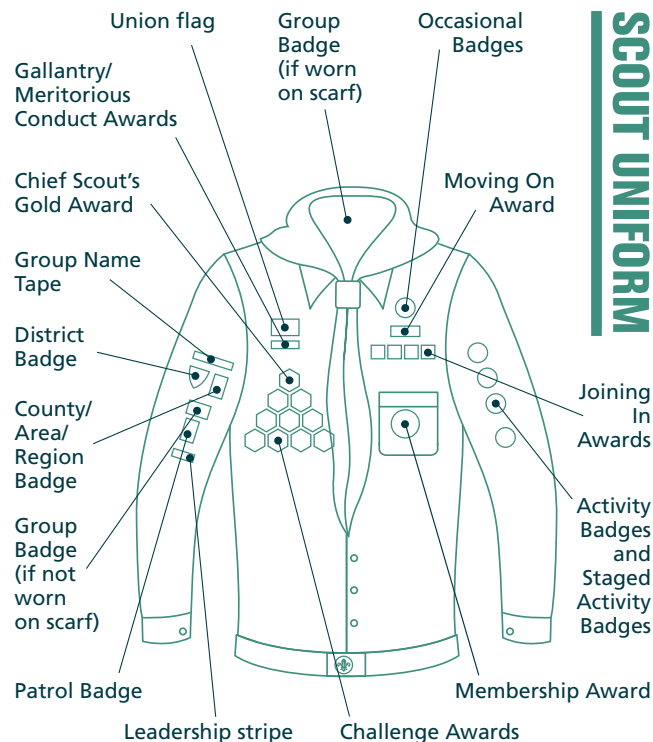 Union flag
Group
Badge
(if worn
on scarf)
Occasional
Badges
SCOUT UNIFORM
Gallantry/
Meritorious
Conduct Awards
Chief Scout's
Gold Award
Moving On
Award
Group Name
Tape
District
Badge
County/
Area/
Region
Badge
Group
Badge
(if not
worn
on scarf)
Joining
In
Awards
Activity
Badges
and
Staged
Activity
Badges
Patrol Badge
Membership Award
Leadership stripe
Challenge Awards